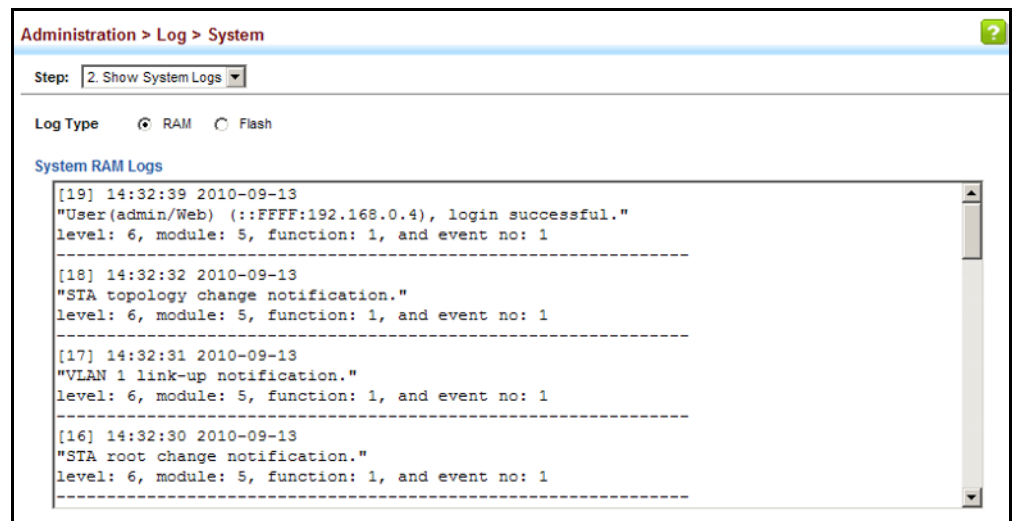 Administration > Log > System
?
Step: 2. Show System Logs
Log Type RAM Flash
System RAM Logs
[19] 14:32:39 2010-09-13
"User(admin/Web) (::FFFF:192.168.0.4), login successful."
level: 6, module: 5, function: 1, and event no: 1
---------------------------------------------------------------
[18] 14:32:32 2010-09-13
"STA topology change notification."
level: 6, module: 5, function: 1, and event no: 1
---------------------------------------------------------------
[17] 14:32:31 2010-09-13
"VLAN 1 link-up notification."
level: 6, module: 5, function: 1, and event no: 1
---------------------------------------------------------------
[16] 14:32:30 2010-09-13
"STA root change notification."
level: 6, module: 5, function: 1, and event no: 1
---------------------------------------------------------------